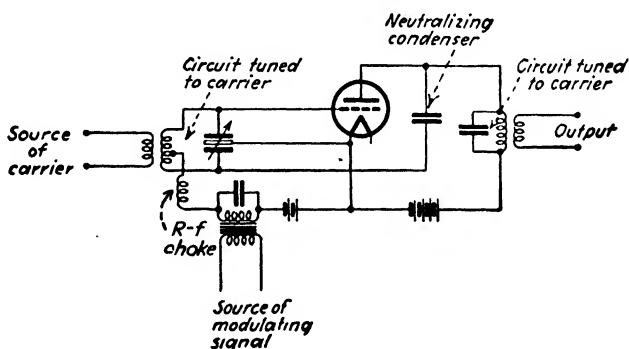 Neutralizing
condenser
Circuit tuned
to carrier
Circuit tuned
to carrier
Source
of
carrier
Output
R-f
choke
Source of
modulating
signal